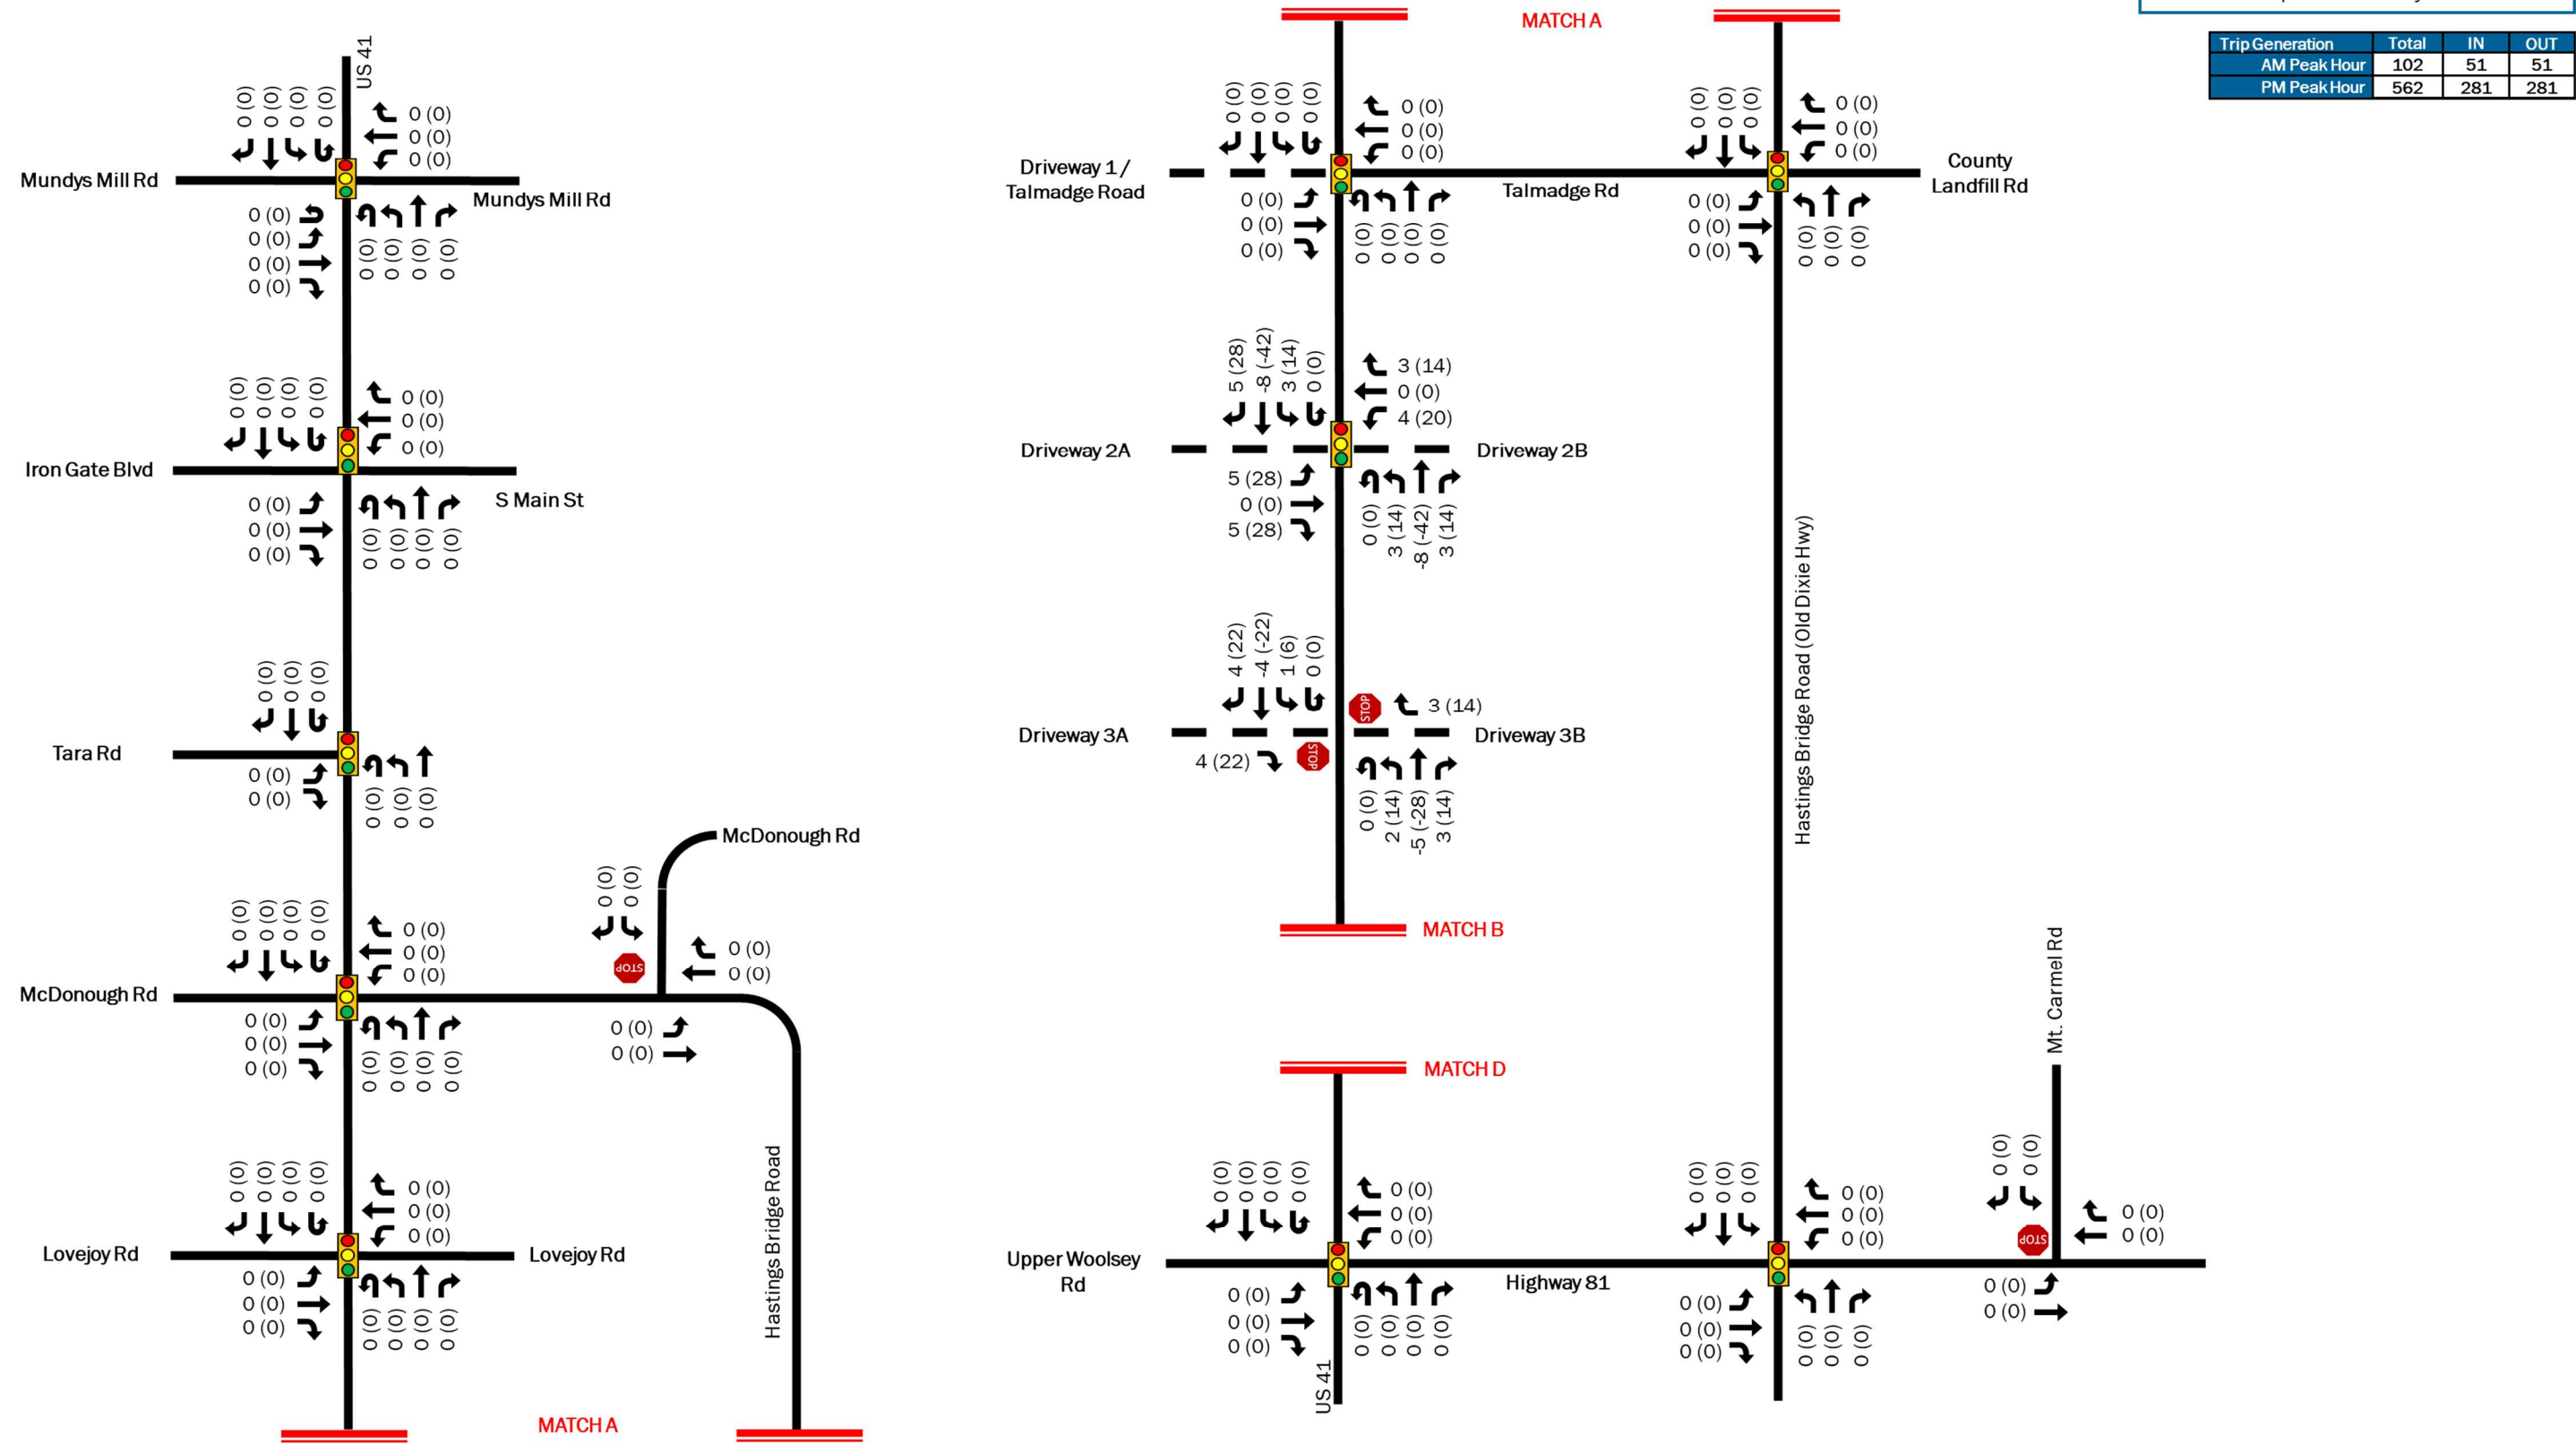 US 41
0 (0) 0 (0) 0 (0) 0 (0)
0 (0)
0 (0)
0 (0)
Mundys Mill Rd
Mundys Mill Rd
0 (0)
0 (0)
0 (0)
0 (0)
0 (0) 0 (0) 0 (0) 0 (0)
0 (0) 0 (0) 0 (0) 0 (0)
0 (0)
0 (0)
0 (0)
Iron Gate Blvd
S Main St
0 (0)
0 (0)
0 (0)
0 (0) 0 (0) 0 (0) 0 (0)
0 (0) 0 (0) 0 (0)
Tara Rd
0 (0)
0 (0)
0 (0) 0 (0) 0 (0)
McDonough Rd
0 (0) 0 (0) 0 (0) 0 (0)
0 (0)
0 (0)
0 (0)
McDonough Rd
0 (0)
0 (0)
0 (0)
0 (0) 0 (0) 0 (0) 0 (0)
0 (0) 0 (0)
STOP
0 (0)
0 (0)
0 (0)
0 (0)
Hastings Bridge Road
0 (0) 0 (0) 0 (0) 0 (0)
0 (0)
0 (0)
0 (0)
Lovejoy Rd
Lovejoy Rd
0 (0)
0 (0)
0 (0)
0 (0) 0 (0) 0 (0) 0 (0)
MATCH A
MATCH A
0 (0) 0 (0) 0 (0) 0 (0)
0 (0)
0 (0)
0 (0)
Driveway 1 /
Talmadge Road
Talmadge Rd
0 (0)
0 (0)
0 (0)
0 (0) 0 (0) 0 (0) 0 (0)
0 (0) 0 (0) 0 (0)
0 (0)
0 (0)
0 (0)
County
Landfill Rd
0 (0)
0 (0)
0 (0)
0 (0) 0 (0) 0 (0)
5 (28) -8 (-42) 3 (14) 0 (0)
3 (14)
0 (0)
4 (20)
Driveway 2A
Driveway 2B
5 (28)
0 (0)
5 (28)
0 (0) 3 (14) -8 (-42) 3 (14)
Hastings Bridge Road (Old Dixie Hwy)
4 (22) -4 (-22) 1 (6) 0 (0)
STOP
3 (14)
Driveway 3A
Driveway 3B
4 (22)
STOP
0 (0) 2 (14) -5 (-28) 3 (14)
MATCH B
MATCH D
0 (0) 0 (0) 0 (0) 0 (0)
0 (0)
0 (0)
0 (0)
Upper Woolsey
Rd
Highway 81
0 (0)
0 (0)
0 (0)
0 (0) 0 (0) 0 (0) 0 (0)
US 41
0 (0) 0 (0) 0 (0)
0 (0)
0 (0)
0 (0)
0 (0)
0 (0)
0 (0)
0 (0) 0 (0) 0 (0)
Mt. Carmel Rd
0 (0) 0 (0)
STOP
0 (0)
0 (0)
0 (0)
0 (0)
Trip Generation Total IN OUT
AM Peak Hour 102 51 51
PM Peak Hour 562 281 281